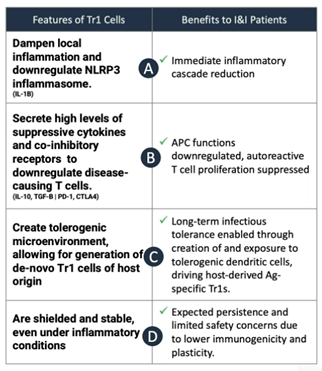 Features of Tr1 Cells
Benefits to I&I Patients
Dampen local
inflammation and
downregulate NLRP3
inflammasome.
(IL-1B)
A
Immediate inflammatory
cascade reduction
Secrete high levels of
suppressive cytokines
and co-inhibitory
receptors to
downregulate disease-
causing T cells.
(IL-10, TGF-B | PD-1, CTLA4)
B
APC functions
downregulated, autoreactive
T cell proliferation suppressed
Create tolerogenic
microenvironment,
allowing for generation of
de-novo Tr1 cells of host
origin
C
Long-term infectious
tolerance enabled through
creation of and exposure to
tolerogenic dendritic cells,
driving host-derived Ag-
specific Tr1s.
Are shielded and stable,
even under inflammatory
conditions
D
Expected persistence and
limited safety concerns due
to lower immunogenicity and
plasticity.